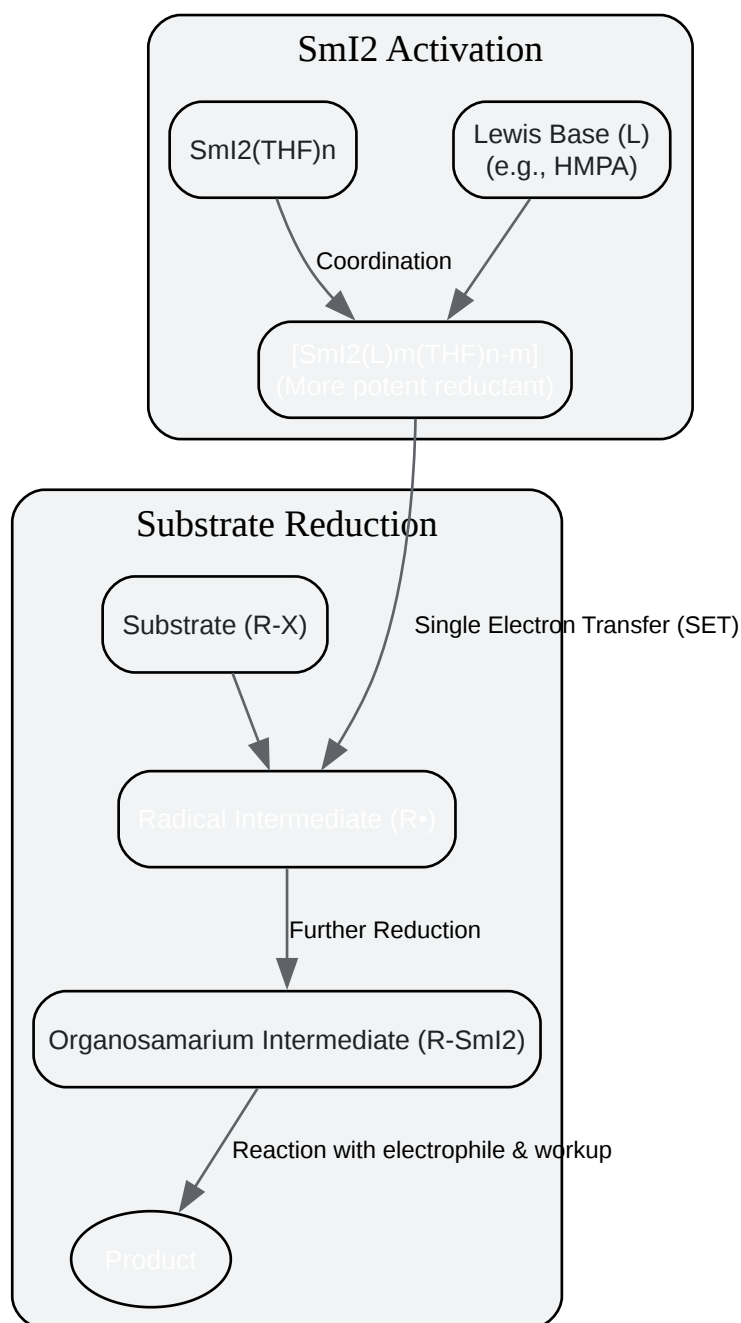 SmI2 Activation
SmI2(THF)n
Lewis Base (L)
(e.g., HMPA)
Coordination
[SmI2(L)m(THF)n-m]
(More potent reductant)
Substrate Reduction
Substrate (R-X)
Single Electron Transfer (SET)
Radical Intermediate (R•)
Further Reduction
Organosamarium Intermediate (R-SmI2)
Reaction with electrophile & workup
Product